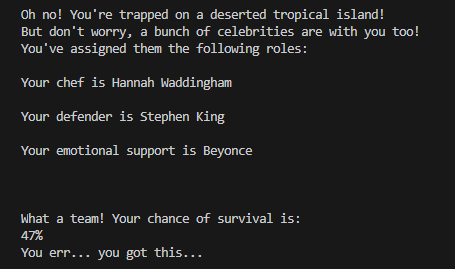 Oh no! You're trapped on a deserted tropical island!
But don't worry, a bunch of celebrities are with you too!
You've assigned them the following roles:
Your chef is Hannah Waddingham
Your defender is Stephen King
Your emotional support is Beyonce
What a team! Your chance of survival is:
47%
You err... you got this...